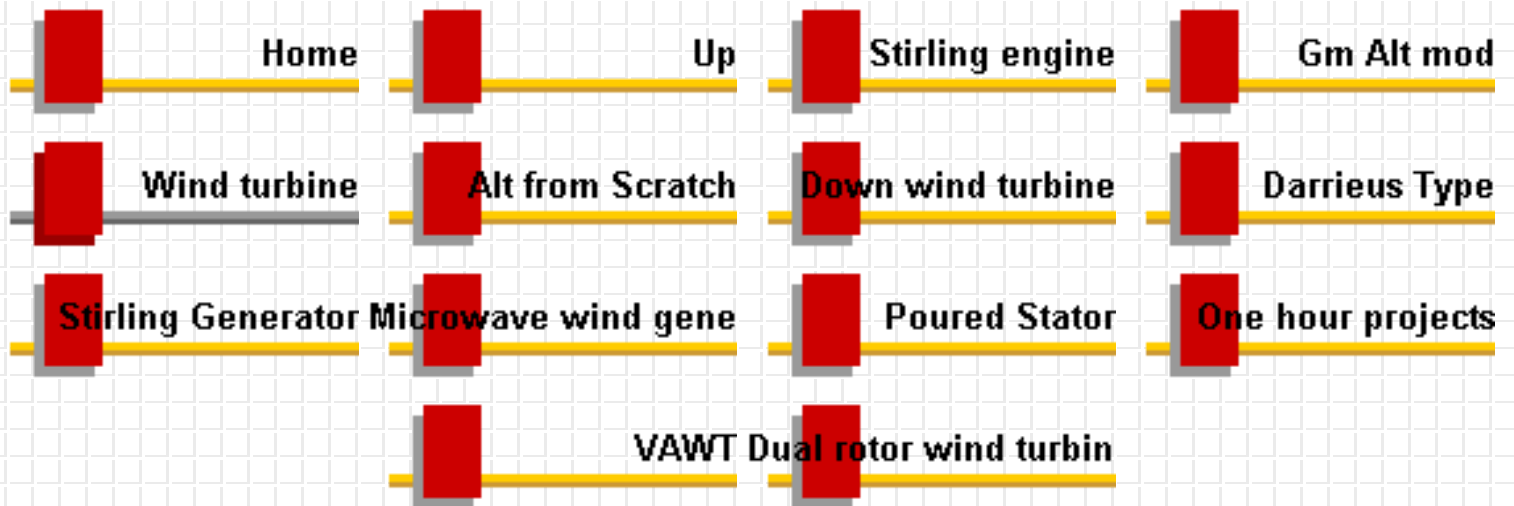 Home
Up
Stirling engine
Gm Alt mod
Wind turbine
Alt from Scratch
Down wind turbine
Darrieus Type
Stirling Generator
Microwave wind gene
Poured Stator
One hour projects
VAWT
Dual rotor wind turbin